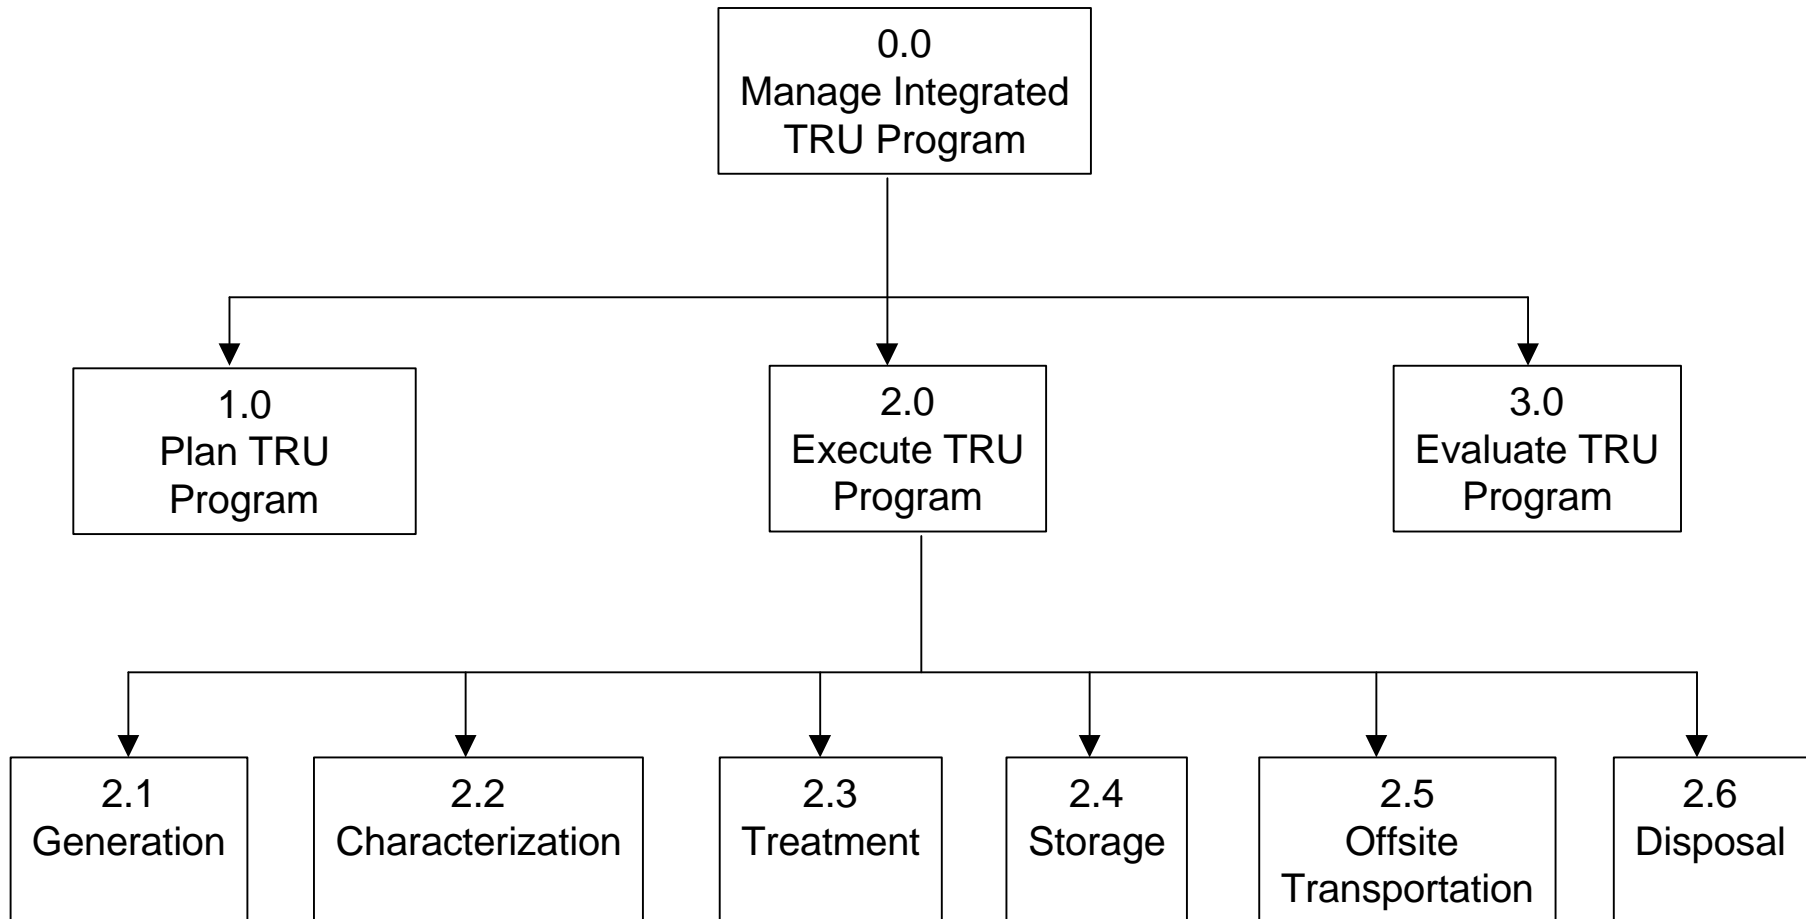 0.0
Manage Integrated
TRU Program
1.0
Plan TRU
Program
2.0
Execute TRU
Program
3.0
Evaluate TRU
Program
2.1
Generation
2.2
Characterization
2.3
Treatment
2.4
Storage
2.5
Offsite
Transportation
2.6
Disposal